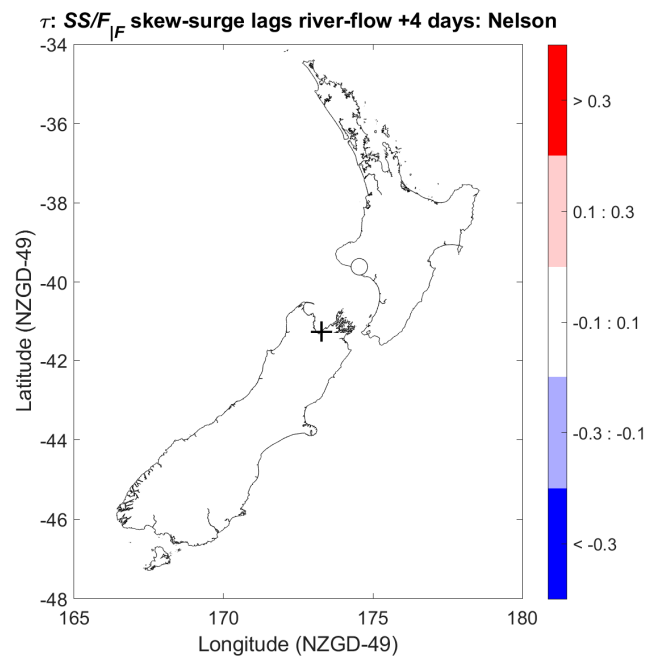 τ: SS/F|F skew-surge lags river-flow +4 days: Nelson
-34
-36
-38
-40
-42
-44
-46
-48
Latitude (NZGD-49)
165
170
175
180
Longitude (NZGD-49)
> 0.3
0.1 : 0.3
-0.1 : 0.1
-0.3 : -0.1
< -0.3